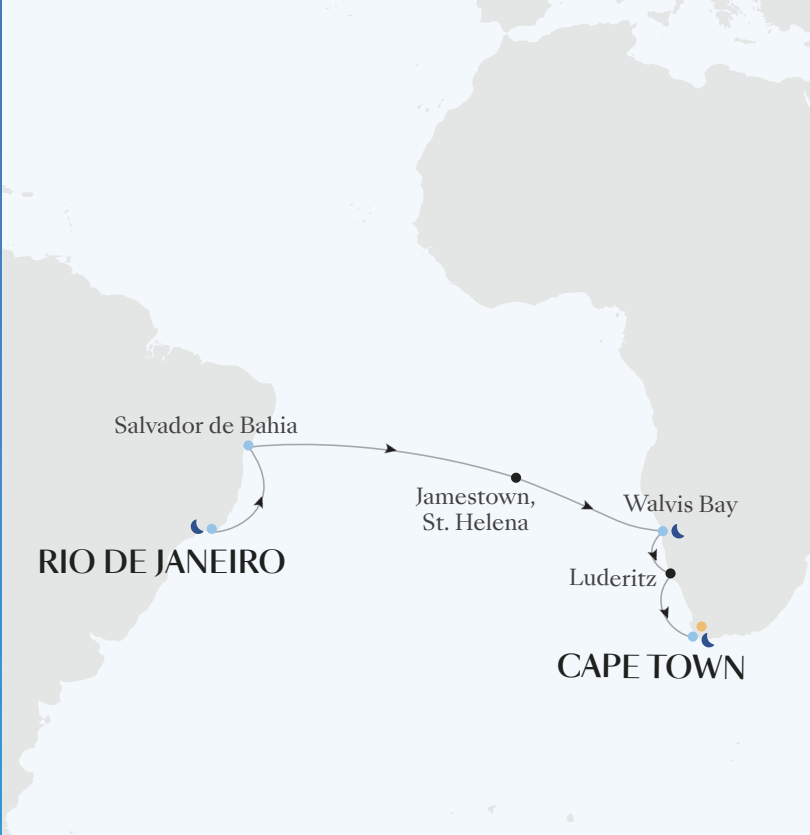 Salvador de Bahia
Jamestown,
St. Helena
Walvis Bay
RIO DE JANEIRO
Luderitz
CAPE TOWN